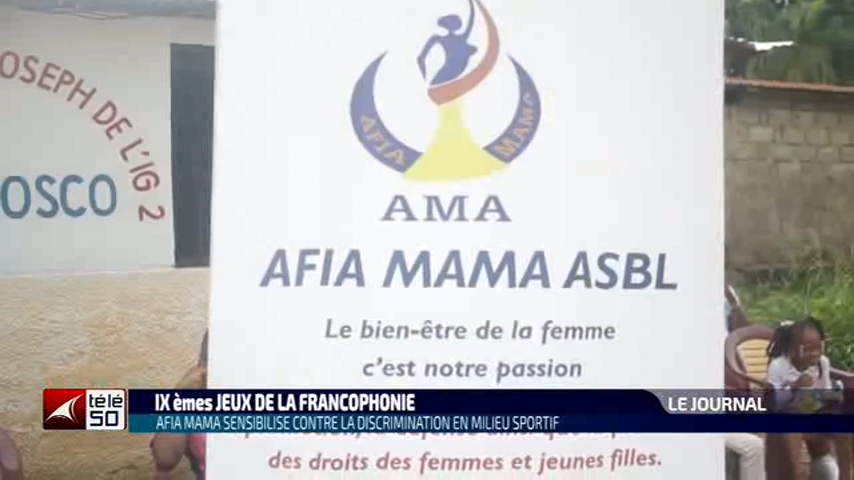 OSEPH DE L'IG 2
OSCO
AFIA MAMA
AMA
AFIA MAMA ASBL
Le bien-être de la femme
c'est notre passion
des droits des femmes et jeunes filles.
télé 50
IX èmes JEUX DE LA FRANCOPHONIE
AFIA MAMA SENSIBILISE CONTRE LA DISCRIMINATION EN MILIEU SPORTIF
LE JOURNAL